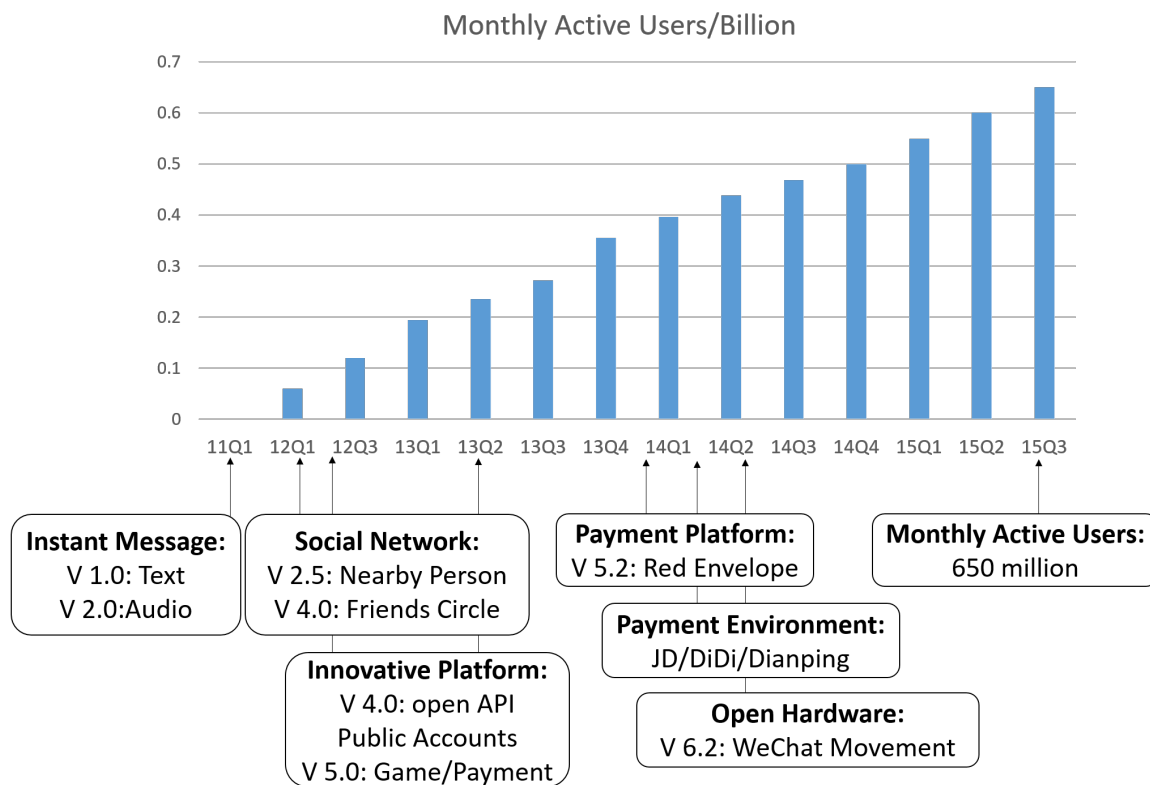 Monthly Active Users/Billion
0.7
0.6
0.5
0.4
0.3
0.2
0.1
0
11Q1 12Q1 12Q3 13Q1 13Q2 13Q3 13Q4 14Q1 14Q2 14Q3 14Q4 15Q1 15Q2 15Q3
Instant Message:
V 1.0: Text
V 2.0:Audio
Social Network:
V 2.5: Nearby Person
V 4.0: Friends Circle
Innovative Platform:
V 4.0: open API
Public Accounts
V 5.0: Game/Payment
Payment Platform:
V 5.2: Red Envelope
Payment Environment:
JD/DiDi/Dianping
Open Hardware:
V 6.2: WeChat Movement
Monthly Active Users:
650 million